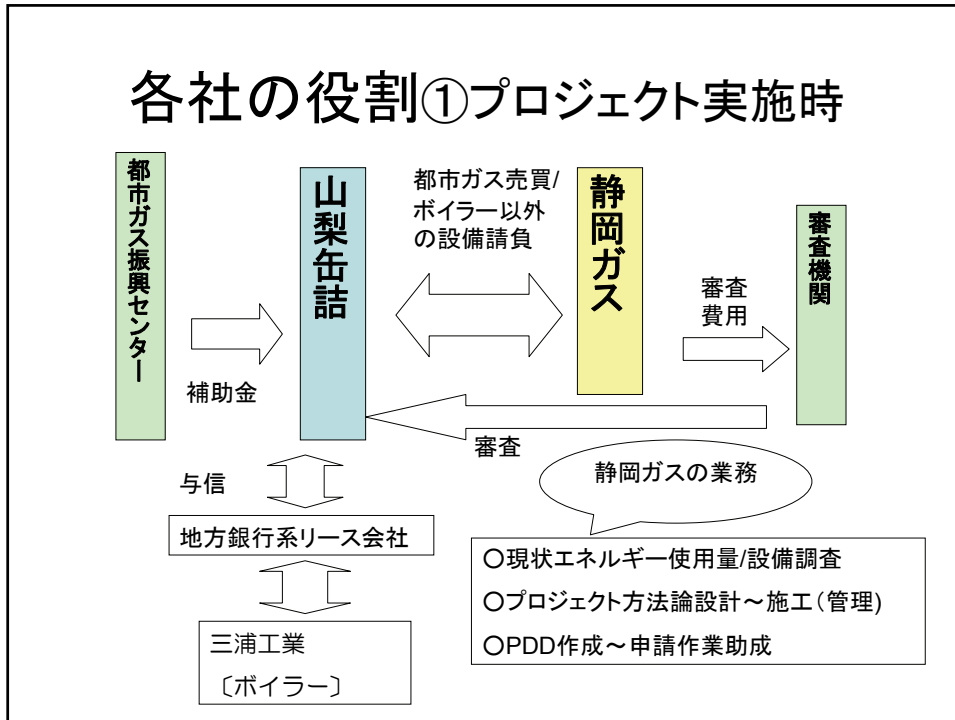 各社の役割①プロジェクト実施時
都市ガス振興センター
山梨缶詰
都市ガス売買/
ボイラー以外
の設備請負
静岡ガス
審査機関
審査
費用
補助金
審査
与信
静岡ガスの業務
地方銀行系リース会社
〇現状エネルギー使用量/設備調査
〇プロジェクト方法論設計～施工(管理)
〇PDD作成～申請作業助成
三浦工業
〔ボイラー〕